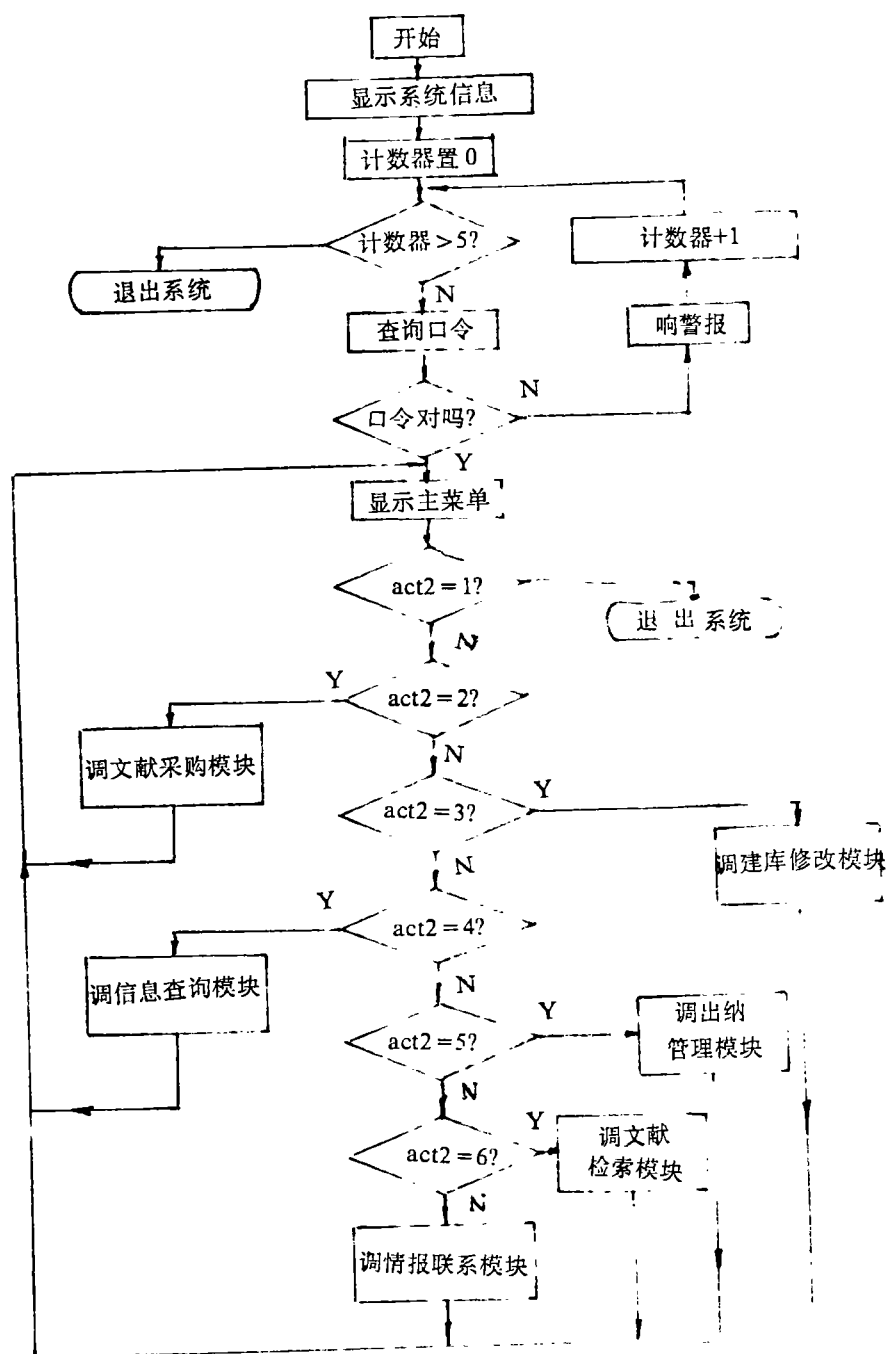 开始
显示系统信息
计数器置0
计数器>5?
计数器+1
退出系统
N
查询口令
响警报
口令对吗?
N
Y
显示主菜单
act2=1?
退出系统
N
Y
act2=2?
调文献采购模块
N
act2=3?
Y
调建库修改模块
N
Y
act2=4?
调信息查询模块
N
act2=5?
Y
调出纳
管理模块
N
act2=6?
Y
调文献
检索模块
N
调情报联系模块